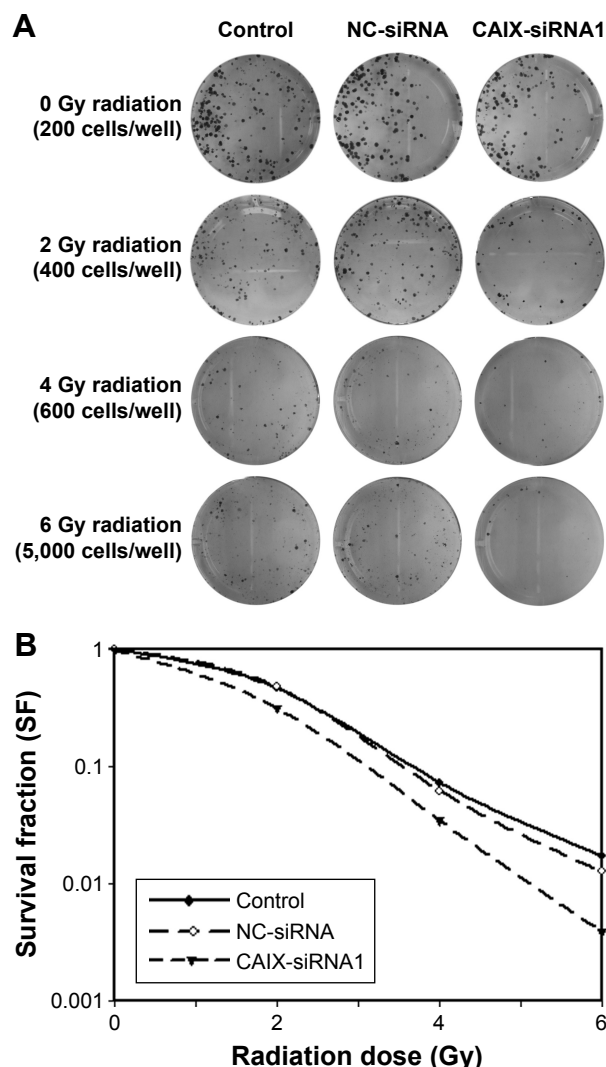 A
Control NC-siRNA CAIX-siRNA1
0 Gy radiation
(200 cells/well)
2 Gy radiation
(400 cells/well)
4 Gy radiation
(600 cells/well)
6 Gy radiation
(5,000 cells/well)
B
Survival fraction (SF)
1
0.1
0.01
0.001
Control
NC-siRNA
CAIX-siRNA1
0 2 4 6
Radiation dose (Gy)